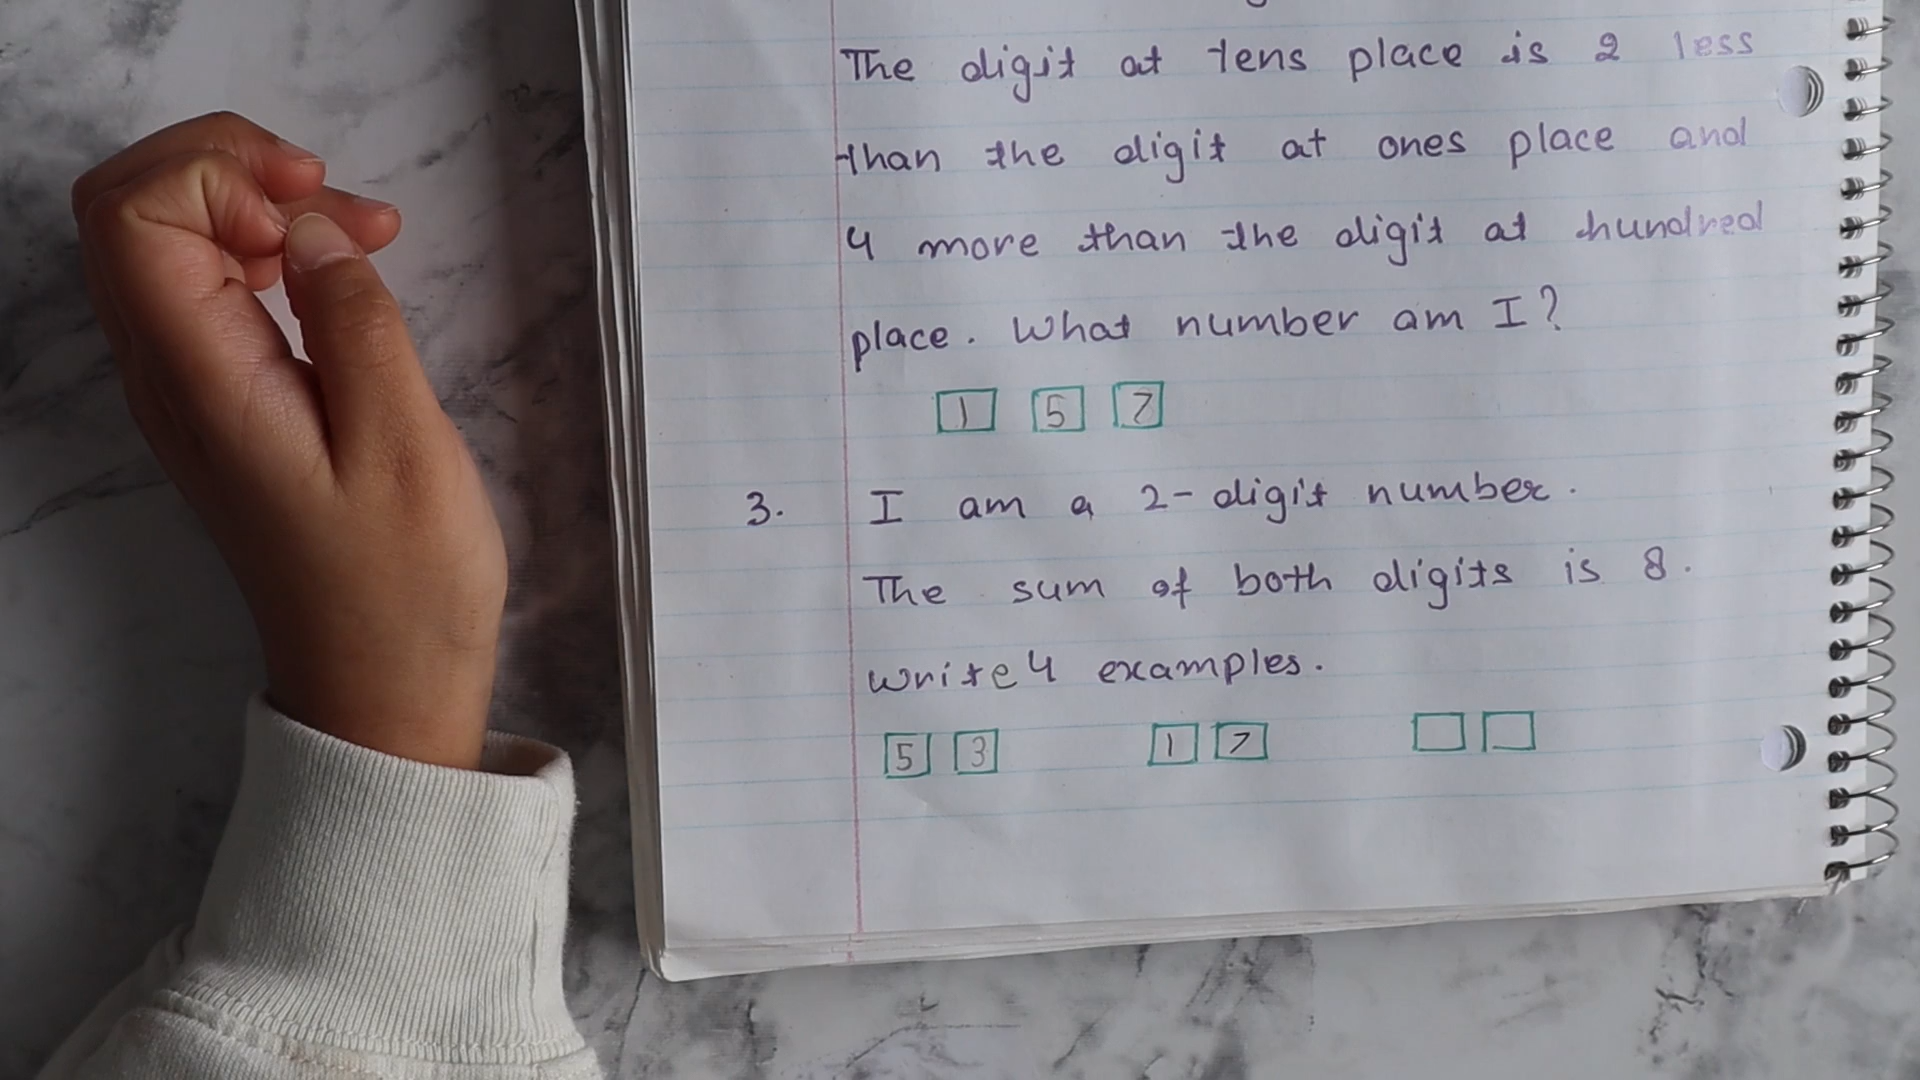 The digit at tens place is 2 less
than the digit at ones place and
4 more than the digit at hundred
place. What number am I?
1 5 7
3. I am a 2-digit number.
The sum of both digits is 8.
write 4 examples.
5 3 1 7